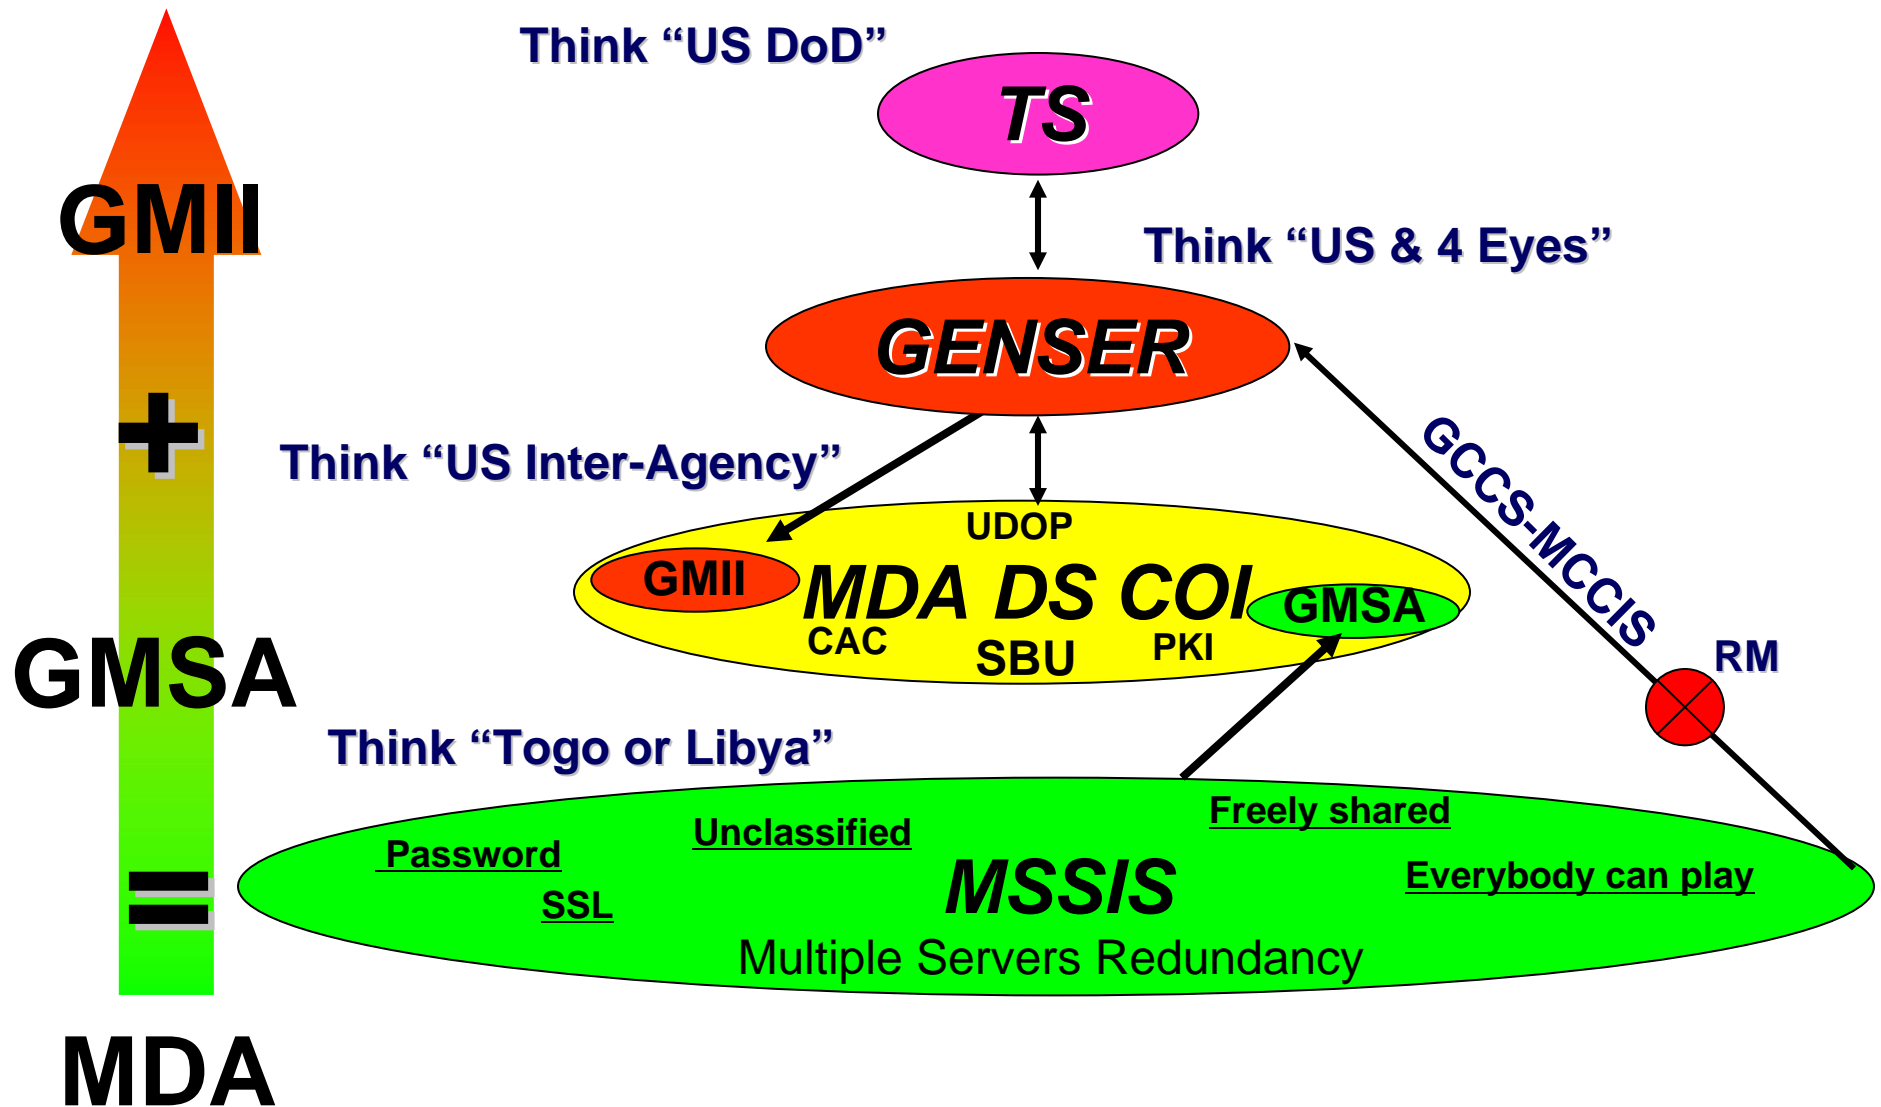 Think “US DoD”
TS
GMII
Think “US & 4 Eyes”
GENSER
+
Think “US Inter-Agency”
GCCS-MCCIS
UDOP
GMII
MDA DS COI
GMSA
CAC
SBU
PKI
RM
GMSA
Think “Togo or Libya”
Freely shared
Unclassified
Password
MSSIS
Everybody can play
SSL
=
Multiple Servers Redundancy
MDA